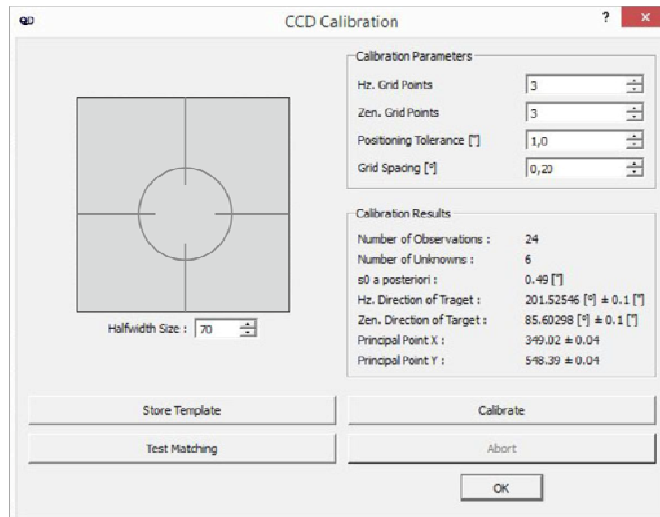 CCD Calibration
?
x
Calibration Parameters
Hz. Grid Points 3
Zen. Grid Points 3
Positioning Tolerance ["] 1,0
Grid Spacing [°] 0,20
Halfwidth Size : 70
Calibration Results
Number of Observations : 24
Number of Unknowns : 6
s0 a posteriori : 0.49 ["]
Hz. Direction of Traget : 201.52546 [°] ± 0.1 ["]
Zen. Direction of Target : 85.60298 [°] ± 0.1 ["]
Principal Point X : 349.02 ± 0.04
Principal Point Y : 548.39 ± 0.04
Store Template
Calibrate
Test Matching
Abort
OK